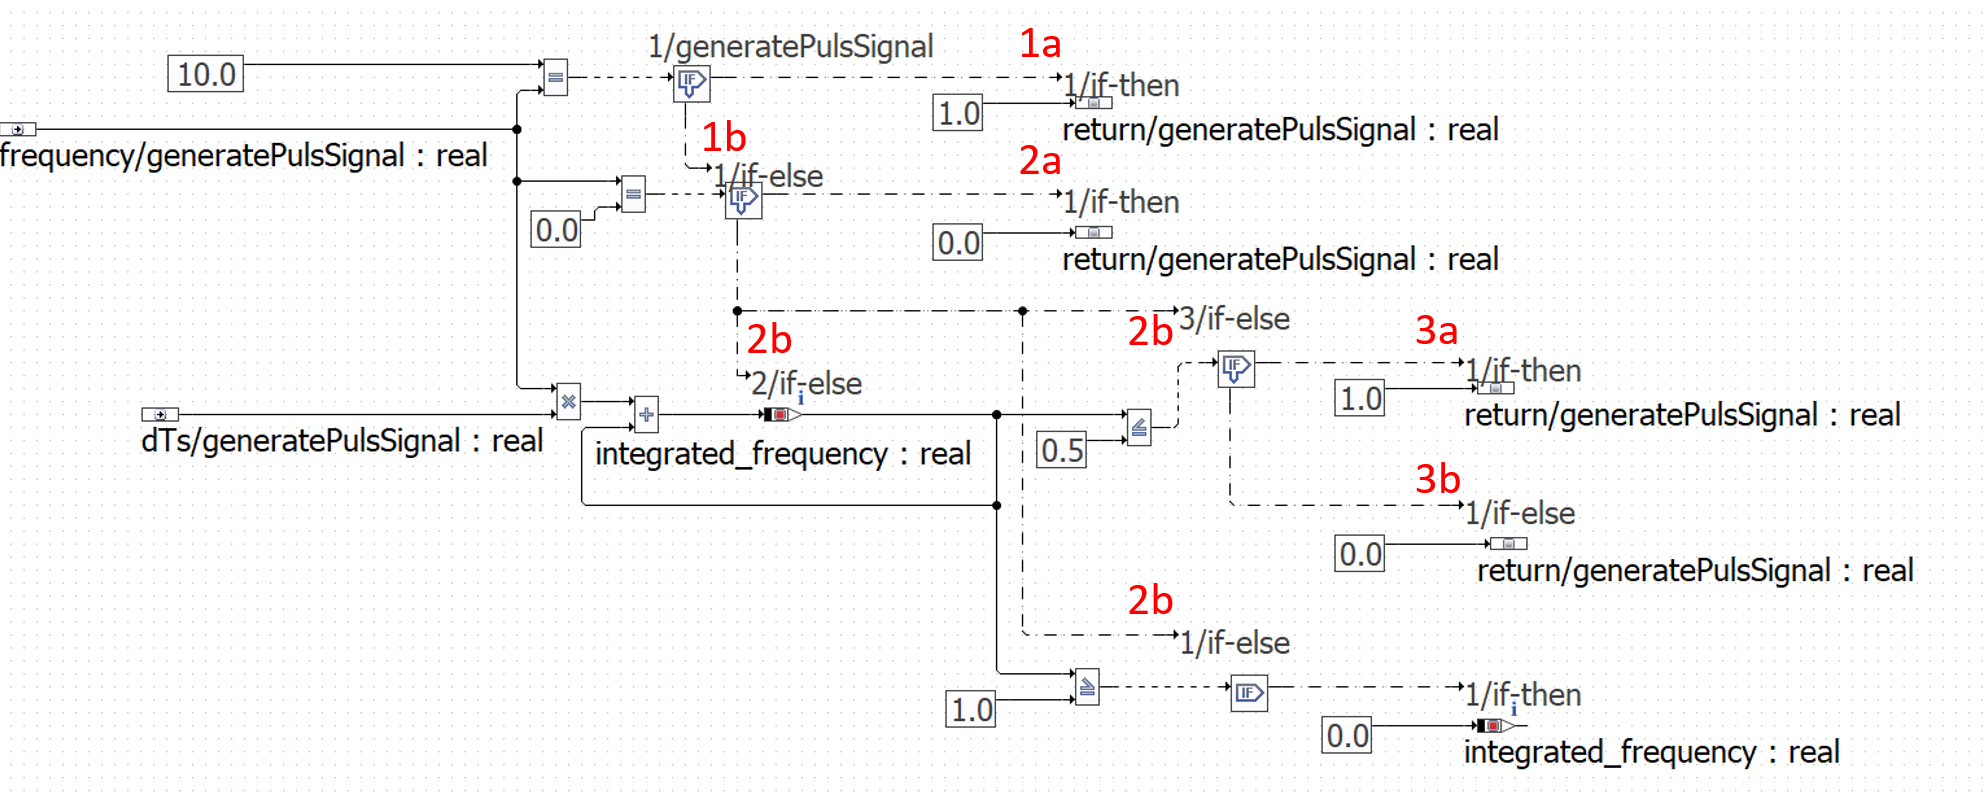 1/generatePulsSignal
1a
10.0
=
IF
1/if-then
1.0
return/generatePulsSignal : real
frequency/generatePulsSignal : real
1b
2a
1/if-else
=
IF
1/if-then
0.0
0.0
return/generatePulsSignal : real
2b
2b
3/if-else
3a
IF
1/if-then
2/if-else
i
1.0
×
+
≤
return/generatePulsSignal : real
dTs/generatePulsSignal : real
integrated_frequency : real
0.5
3b
1/if-else
0.0
return/generatePulsSignal : real
2b
1/if-else
≥
IF
1/if-then
i
1.0
0.0
integrated_frequency : real